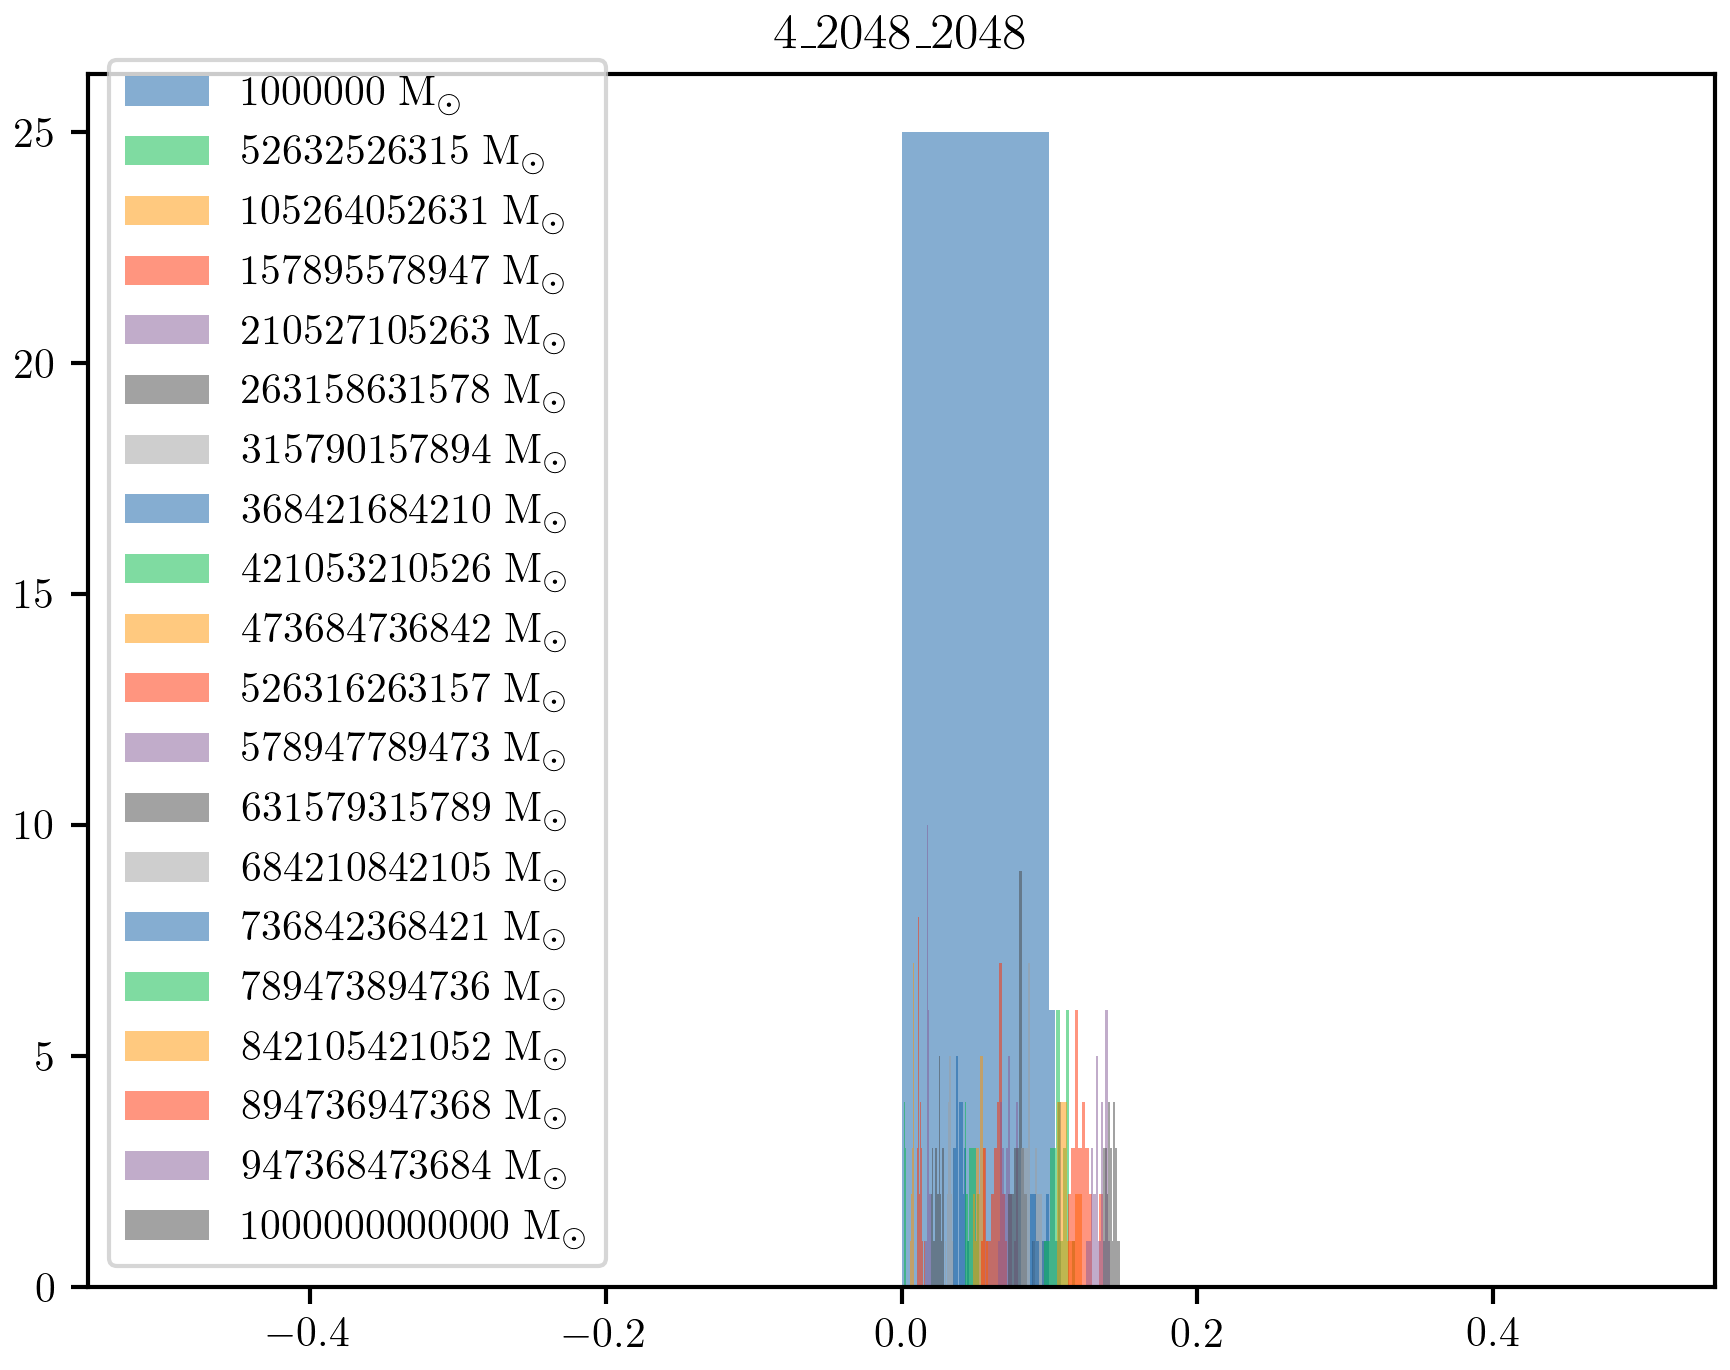 4_2048_2048
1000000 M⊙
52632526315 M⊙
105264052631 M⊙
157895578947 M⊙
210527105263 M⊙
263158631578 M⊙
315790157894 M⊙
368421684210 M⊙
421053210526 M⊙
473684736842 M⊙
526316263157 M⊙
578947789473 M⊙
631579315789 M⊙
684210842105 M⊙
736842368421 M⊙
789473894736 M⊙
842105421052 M⊙
894736947368 M⊙
947368473684 M⊙
1000000000000 M⊙
25
20
15
10
5
0
−0.4 −0.2 0.0 0.2 0.4